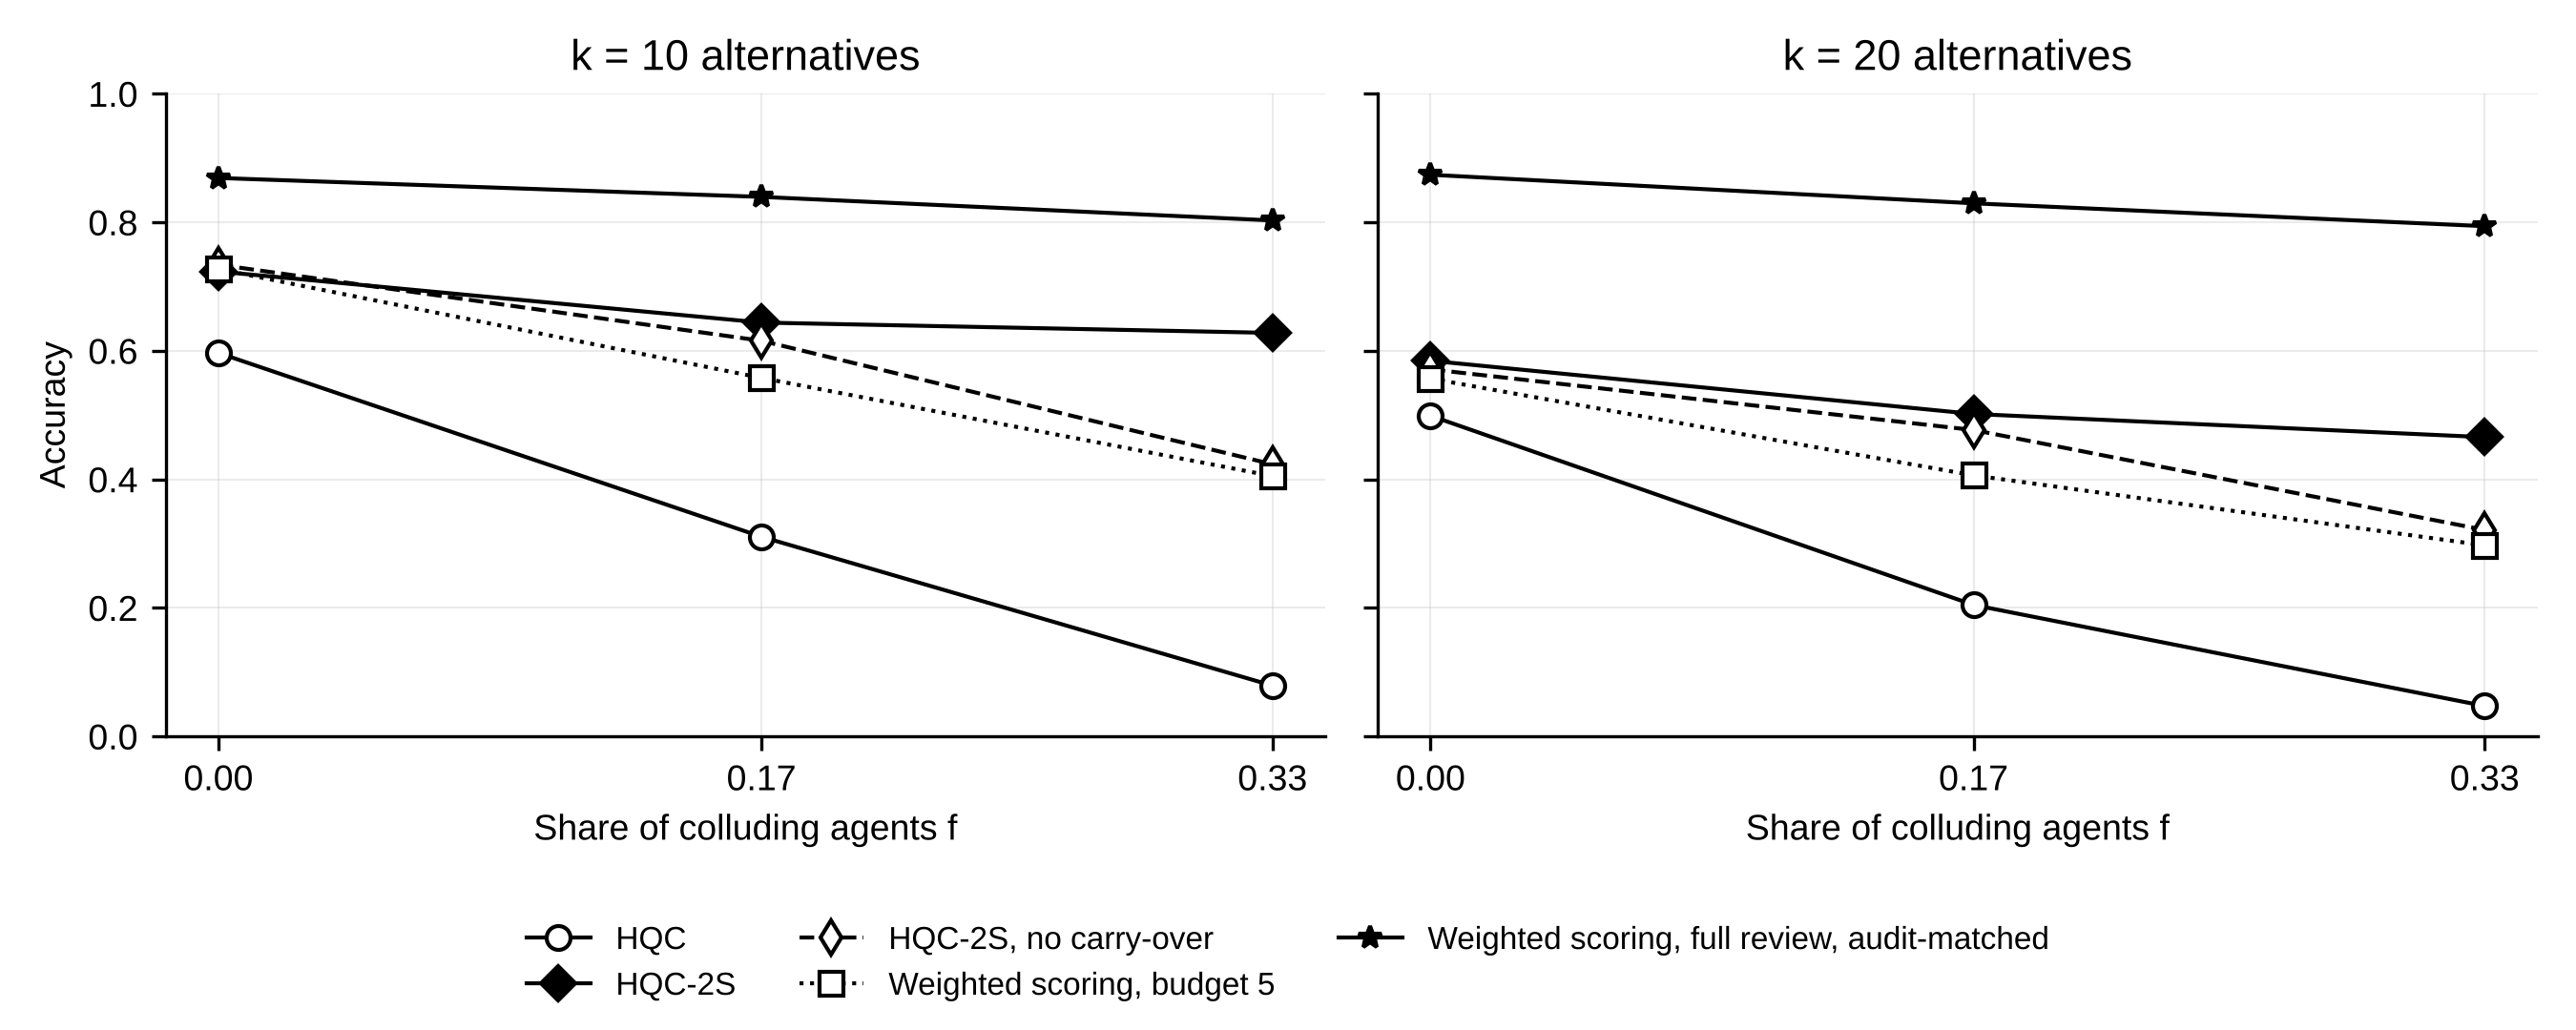 k = 10 alternatives
k = 20 alternatives
Accuracy
1.0
0.8
0.6
0.4
0.2
0.0
0.00 0.17 0.33
0.00 0.17 0.33
Share of colluding agents f
Share of colluding agents f
HQC
HQC-2S
HQC-2S, no carry-over
Weighted scoring, budget 5
Weighted scoring, full review, audit-matched